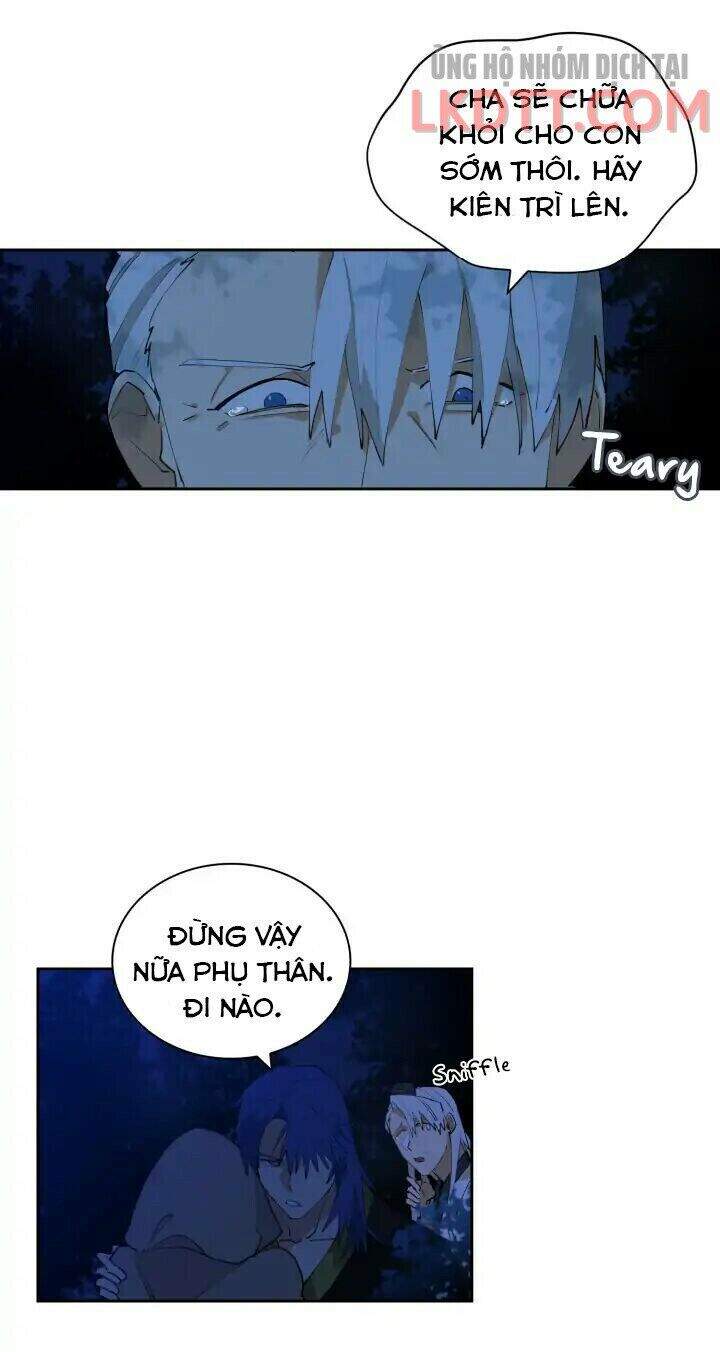 ỦNG HỘ NHÓM DỊCH TẠI
LKDTT.COM
CHA SẼ CHỮA
KHỎI CHO CON
SỚM THÔI. HÃY
KIÊN TRÌ LÊN.
Teary
ĐỪNG VẬY
NỮA PHỤ THÂN.
ĐI NÀO.
Sniffle